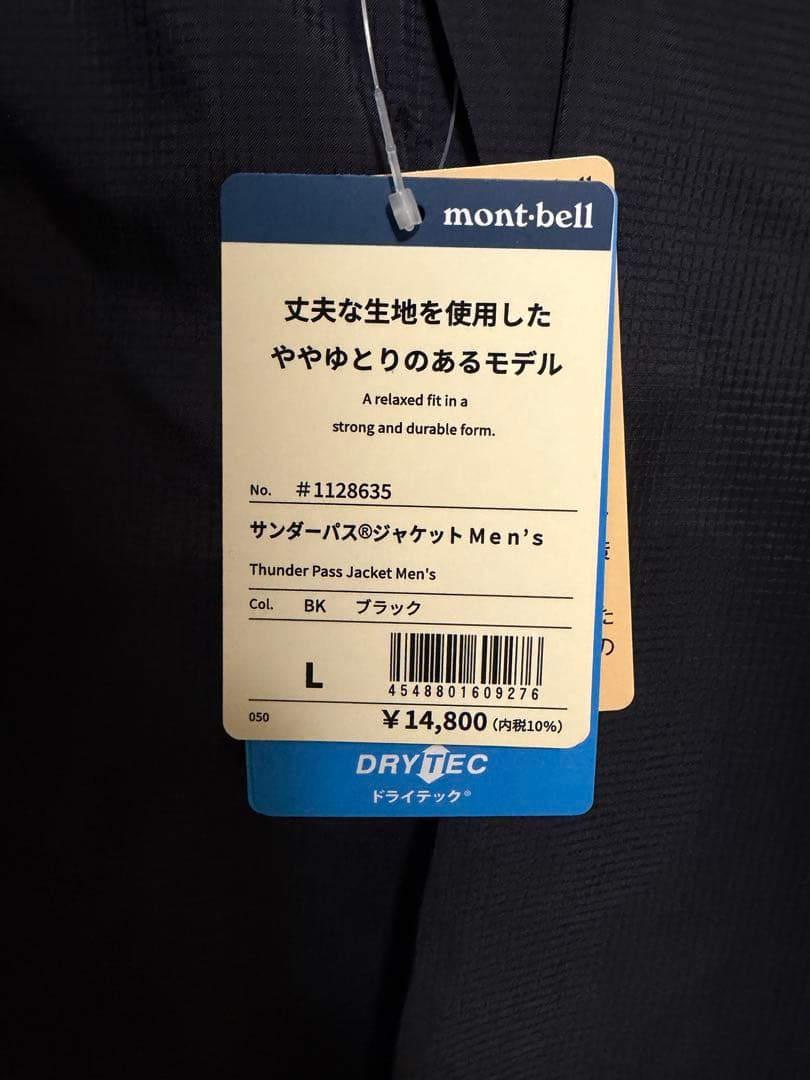 mont·bell
丈夫な生地を使用した
ややゆとりのあるモデル
A relaxed fit in a
strong and durable form.
No. #1128635
サンダーパス®ジャケット Men's
Thunder Pass Jacket Men's
Col. BK ブラック
L
4548801609276
050 ￥14,800 (内税10%)
DRYTEC
ドライテック®
た
の